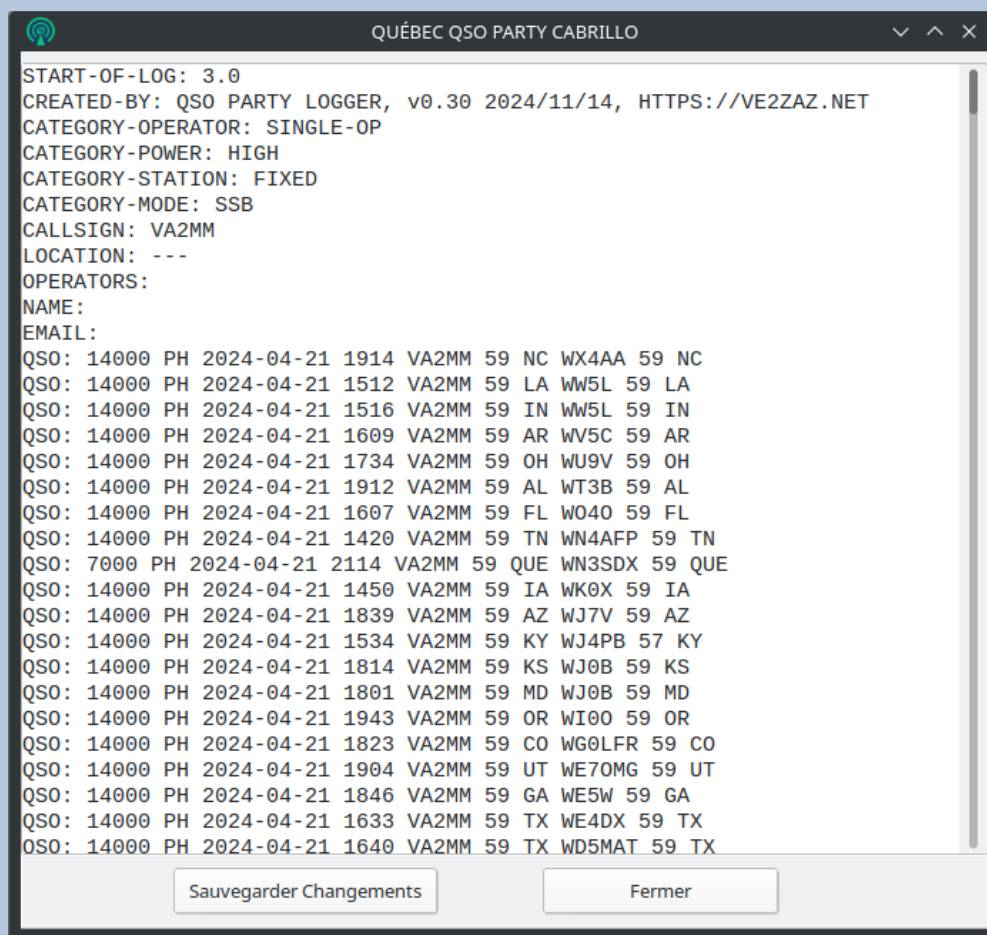 QUÉBEC QSO PARTY CABRILLO
START-OF-LOG: 3.0
CREATED-BY: QSO PARTY LOGGER, v0.30 2024/11/14, HTTPS://VE2ZAZ.NET
CATEGORY-OPERATOR: SINGLE-OP
CATEGORY-POWER: HIGH
CATEGORY-STATION: FIXED
CATEGORY-MODE: SSB
CALLSIGN: VA2MM
LOCATION: ---
OPERATORS:
NAME:
EMAIL:
QSO: 14000 PH 2024-04-21 1914 VA2MM 59 NC WX4AA 59 NC
QSO: 14000 PH 2024-04-21 1512 VA2MM 59 LA WW5L 59 LA
QSO: 14000 PH 2024-04-21 1516 VA2MM 59 IN WW5L 59 IN
QSO: 14000 PH 2024-04-21 1609 VA2MM 59 AR WV5C 59 AR
QSO: 14000 PH 2024-04-21 1734 VA2MM 59 OH WU9V 59 OH
QSO: 14000 PH 2024-04-21 1912 VA2MM 59 AL WT3B 59 AL
QSO: 14000 PH 2024-04-21 1607 VA2MM 59 FL WO4O 59 FL
QSO: 14000 PH 2024-04-21 1420 VA2MM 59 TN WN4AFP 59 TN
QSO: 7000 PH 2024-04-21 2114 VA2MM 59 QUE WN3SDX 59 QUE
QSO: 14000 PH 2024-04-21 1450 VA2MM 59 IA WK0X 59 IA
QSO: 14000 PH 2024-04-21 1839 VA2MM 59 AZ WJ7V 59 AZ
QSO: 14000 PH 2024-04-21 1534 VA2MM 59 KY WJ4PB 57 KY
QSO: 14000 PH 2024-04-21 1814 VA2MM 59 KS WJ0B 59 KS
QSO: 14000 PH 2024-04-21 1801 VA2MM 59 MD WJ0B 59 MD
QSO: 14000 PH 2024-04-21 1943 VA2MM 59 OR WI0O 59 OR
QSO: 14000 PH 2024-04-21 1823 VA2MM 59 CO WG0LFR 59 CO
QSO: 14000 PH 2024-04-21 1904 VA2MM 59 UT WE7OMG 59 UT
QSO: 14000 PH 2024-04-21 1846 VA2MM 59 GA WE5W 59 GA
QSO: 14000 PH 2024-04-21 1633 VA2MM 59 TX WE4DX 59 TX
QSO: 14000 PH 2024-04-21 1640 VA2MM 59 TX WD5MAT 59 TX
Sauvegarder Changements
Fermer